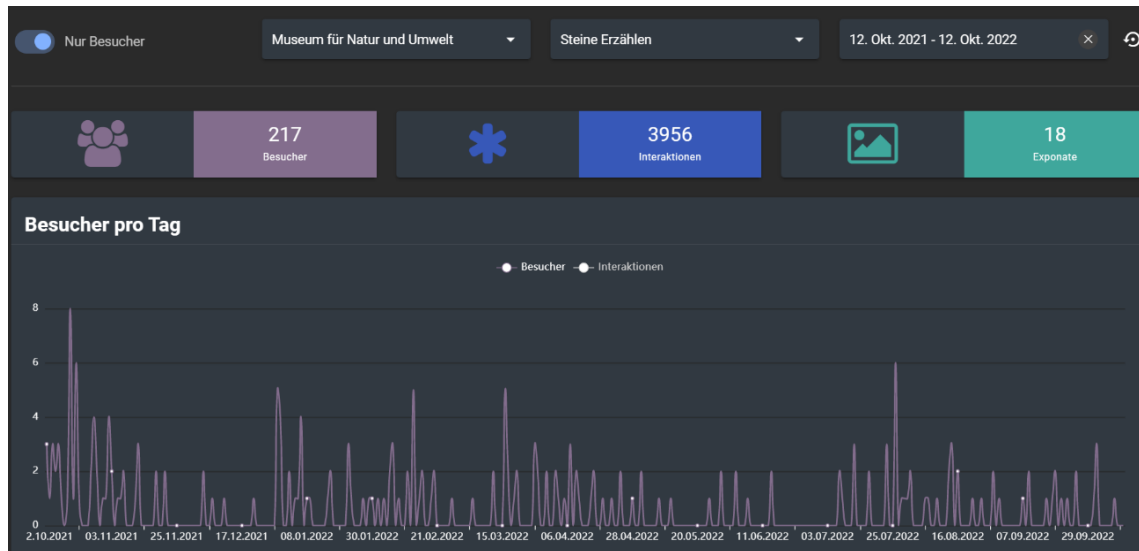 Nur Besucher
Museum für Natur und Umwelt
Steine Erzählen
12. Okt. 2021 - 12. Okt. 2022
217
Besucher
3956
Interaktionen
18
Exponate
Besucher pro Tag
Besucher Interaktionen
8
6
4
2
0
2.10.2021 03.11.2021 25.11.2021 17.12.2021 08.01.2022 30.01.2022 21.02.2022 15.03.2022 06.04.2022 28.04.2022 20.05.2022 11.06.2022 03.07.2022 25.07.2022 16.08.2022 07.09.2022 29.09.2022